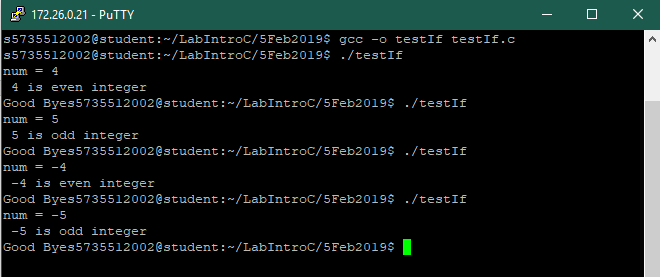 172.26.0.21 - PuTTY
s5735512002@student:~/LabIntroC/5Feb2019$ gcc -o testIf testIf.c
s5735512002@student:~/LabIntroC/5Feb2019$ ./testIf
num = 4
 4 is even integer
Good Byes5735512002@student:~/LabIntroC/5Feb2019$ ./testIf
num = 5
 5 is odd integer
Good Byes5735512002@student:~/LabIntroC/5Feb2019$ ./testIf
num = -4
 -4 is even integer
Good Byes5735512002@student:~/LabIntroC/5Feb2019$ ./testIf
num = -5
 -5 is odd integer
Good Byes5735512002@student:~/LabIntroC/5Feb2019$